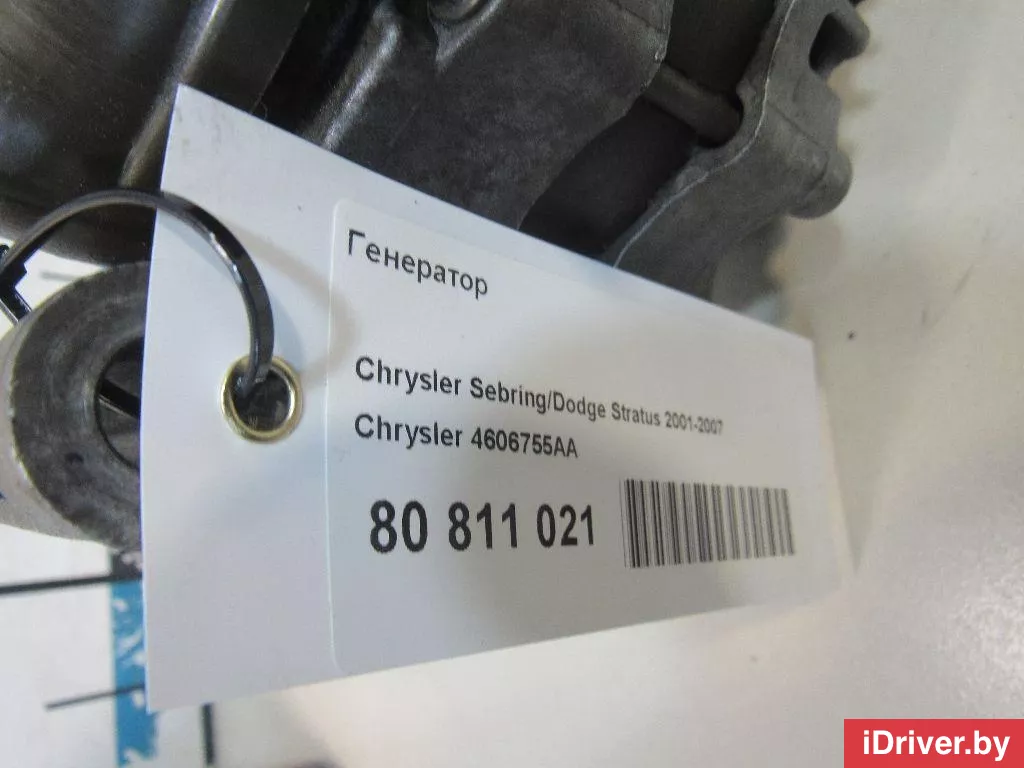 Генератор
Chrysler Sebring/Dodge Stratus 2001-2007
Chrysler 4606755AA
80 811 021
iDriver.by